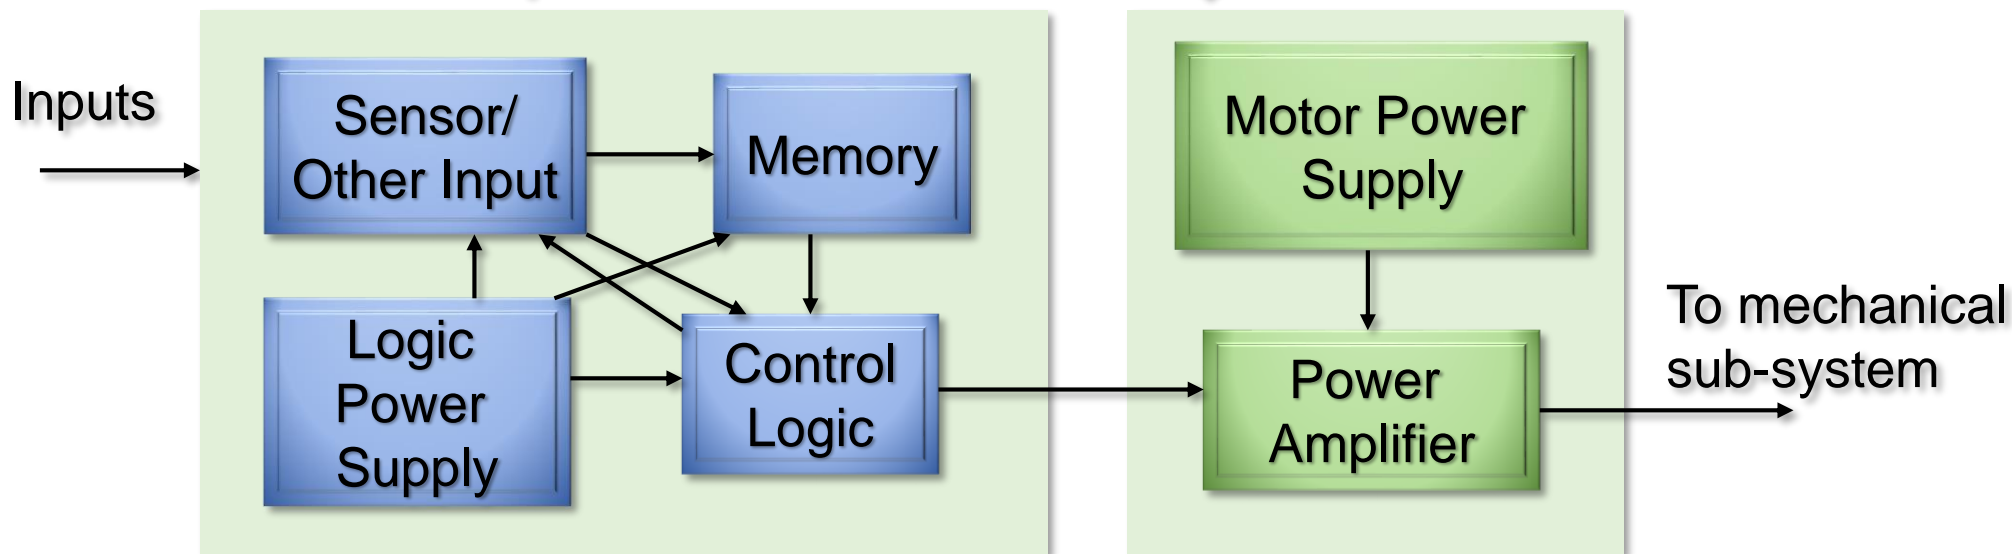 Inputs
Sensor/
Other Input
Memory
Logic
Power
Supply
Control
Logic
Motor Power
Supply
Power
Amplifier
To mechanical
sub-system